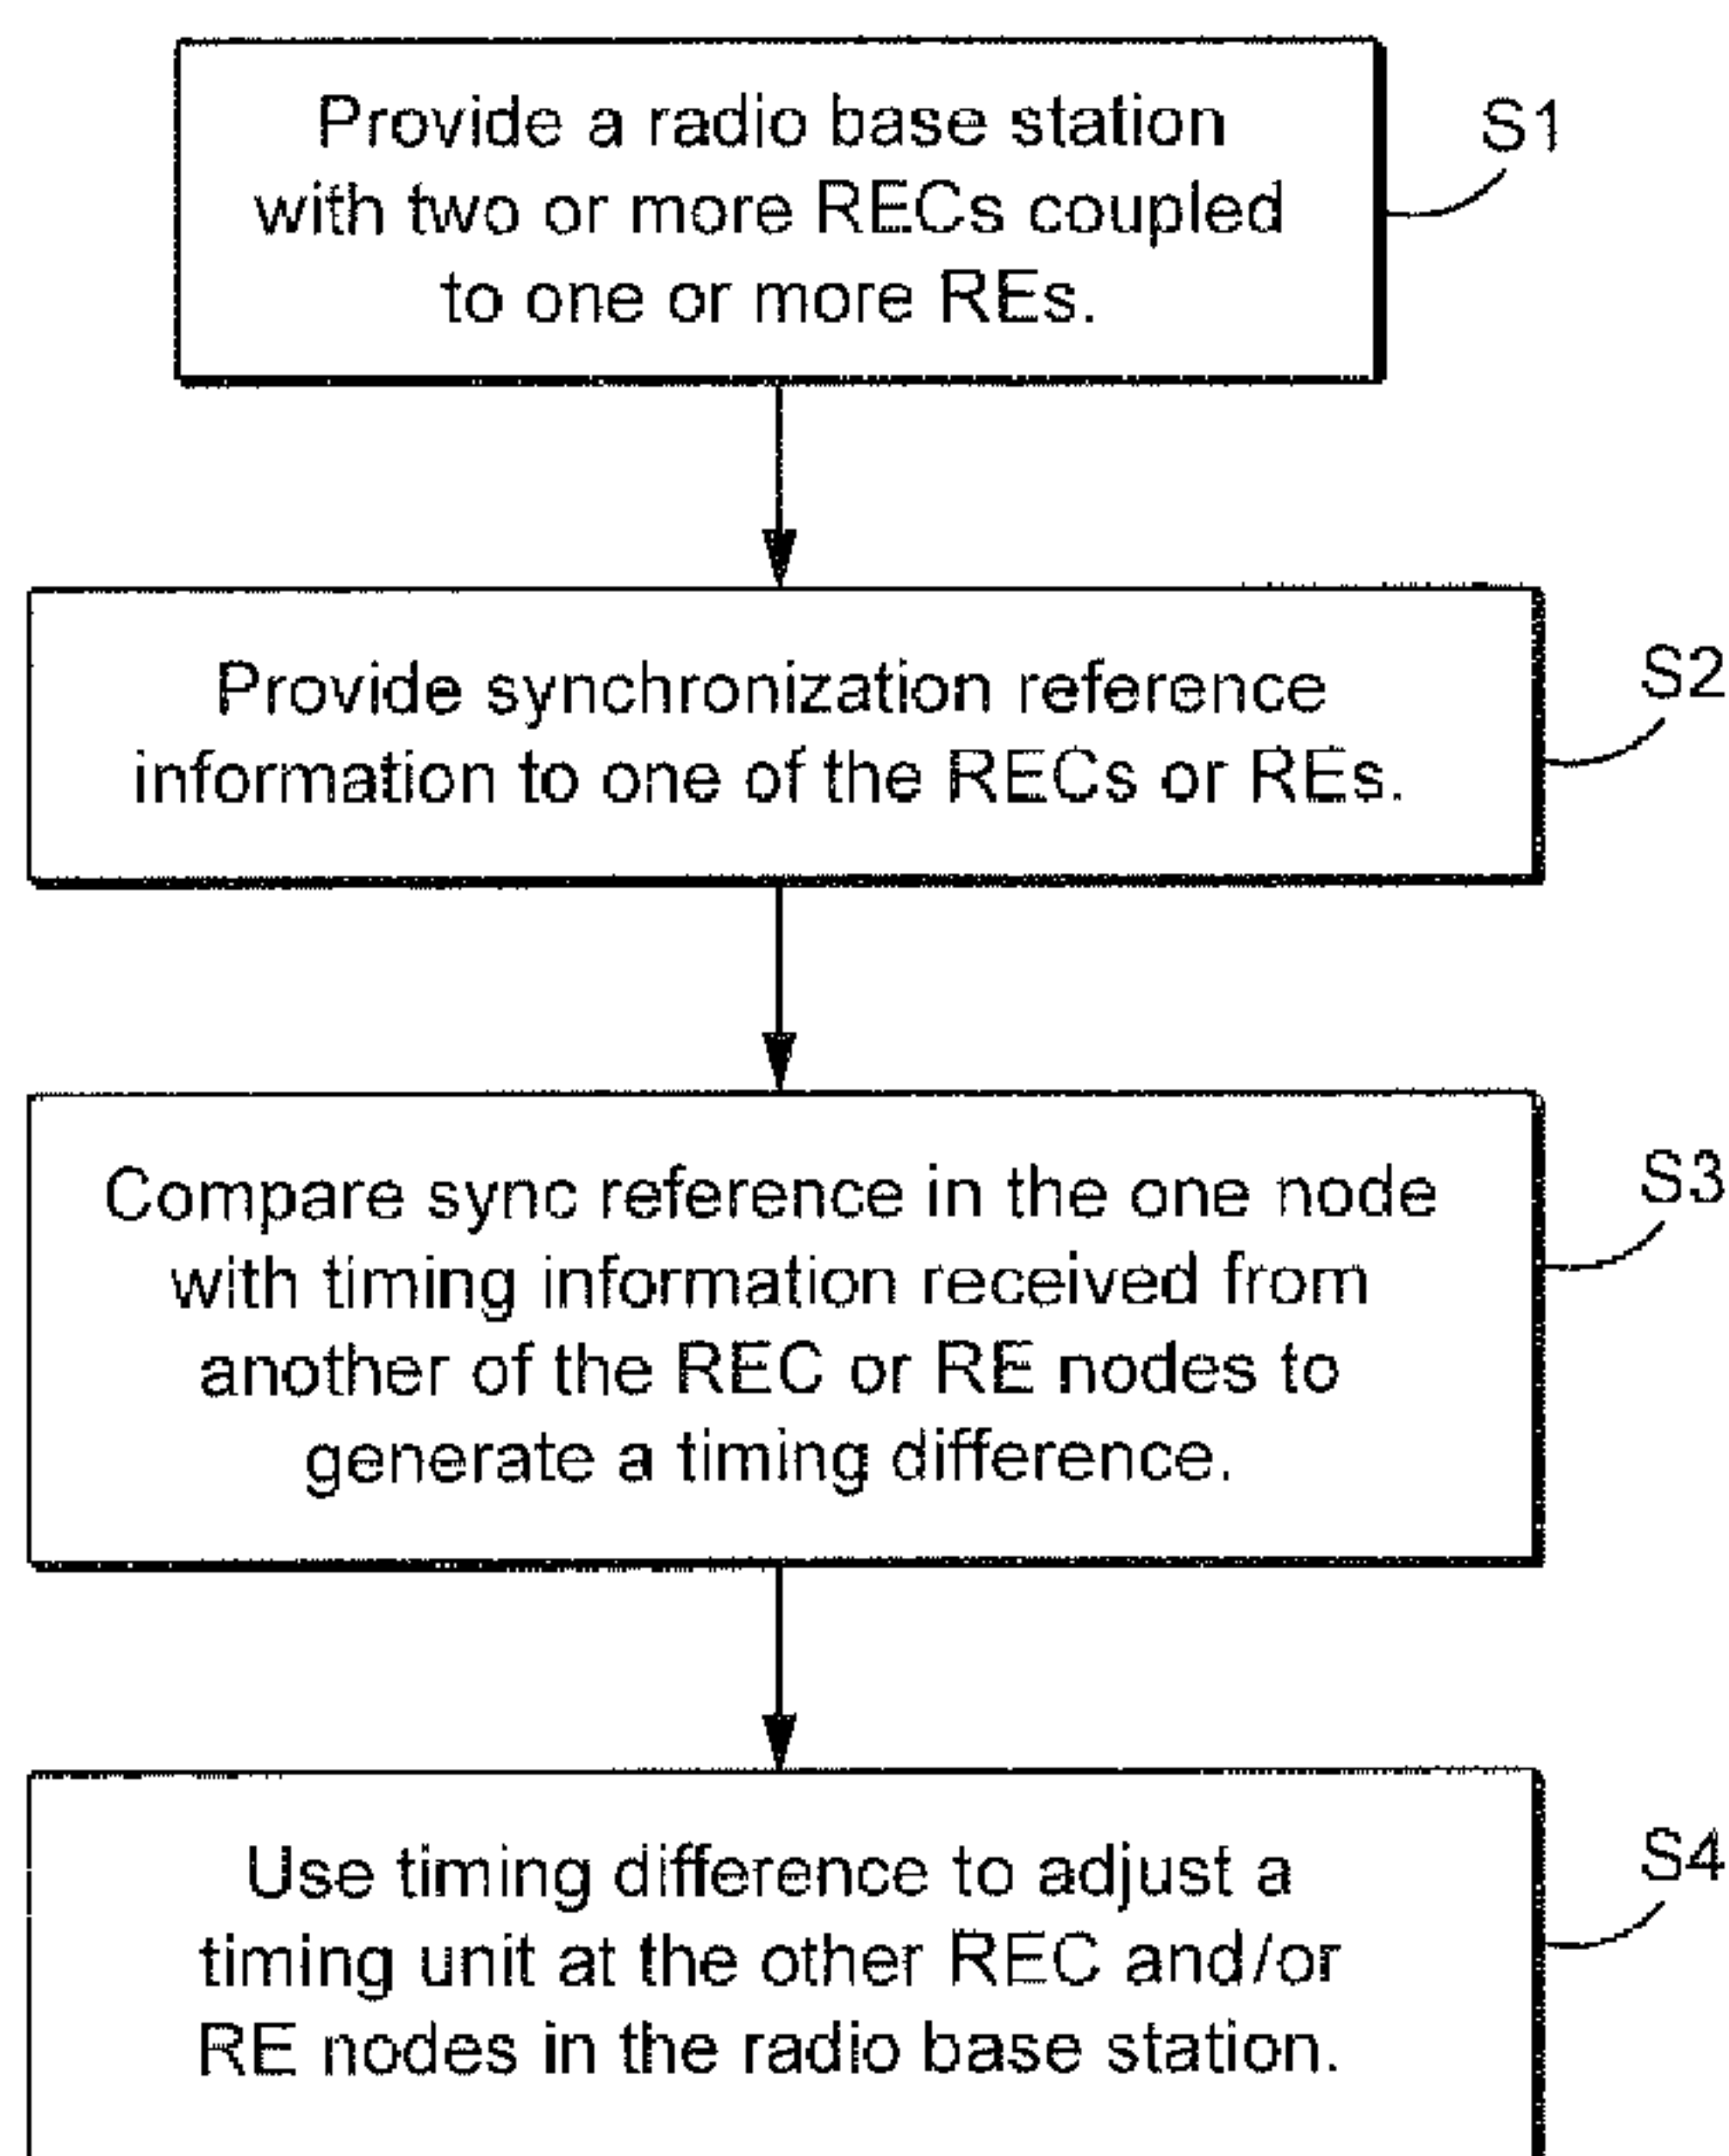 Provide a radio base station
with two or more RECs coupled
to one or more REs.
S1
Provide synchronization reference
information to one of the RECs or REs.
S2
Compare sync reference in the one node
with timing information received from
another of the REC or RE nodes to
generate a timing difference.
S3
Use timing difference to adjust a
timing unit at the other REC and/or
RE nodes in the radio base station.
S4